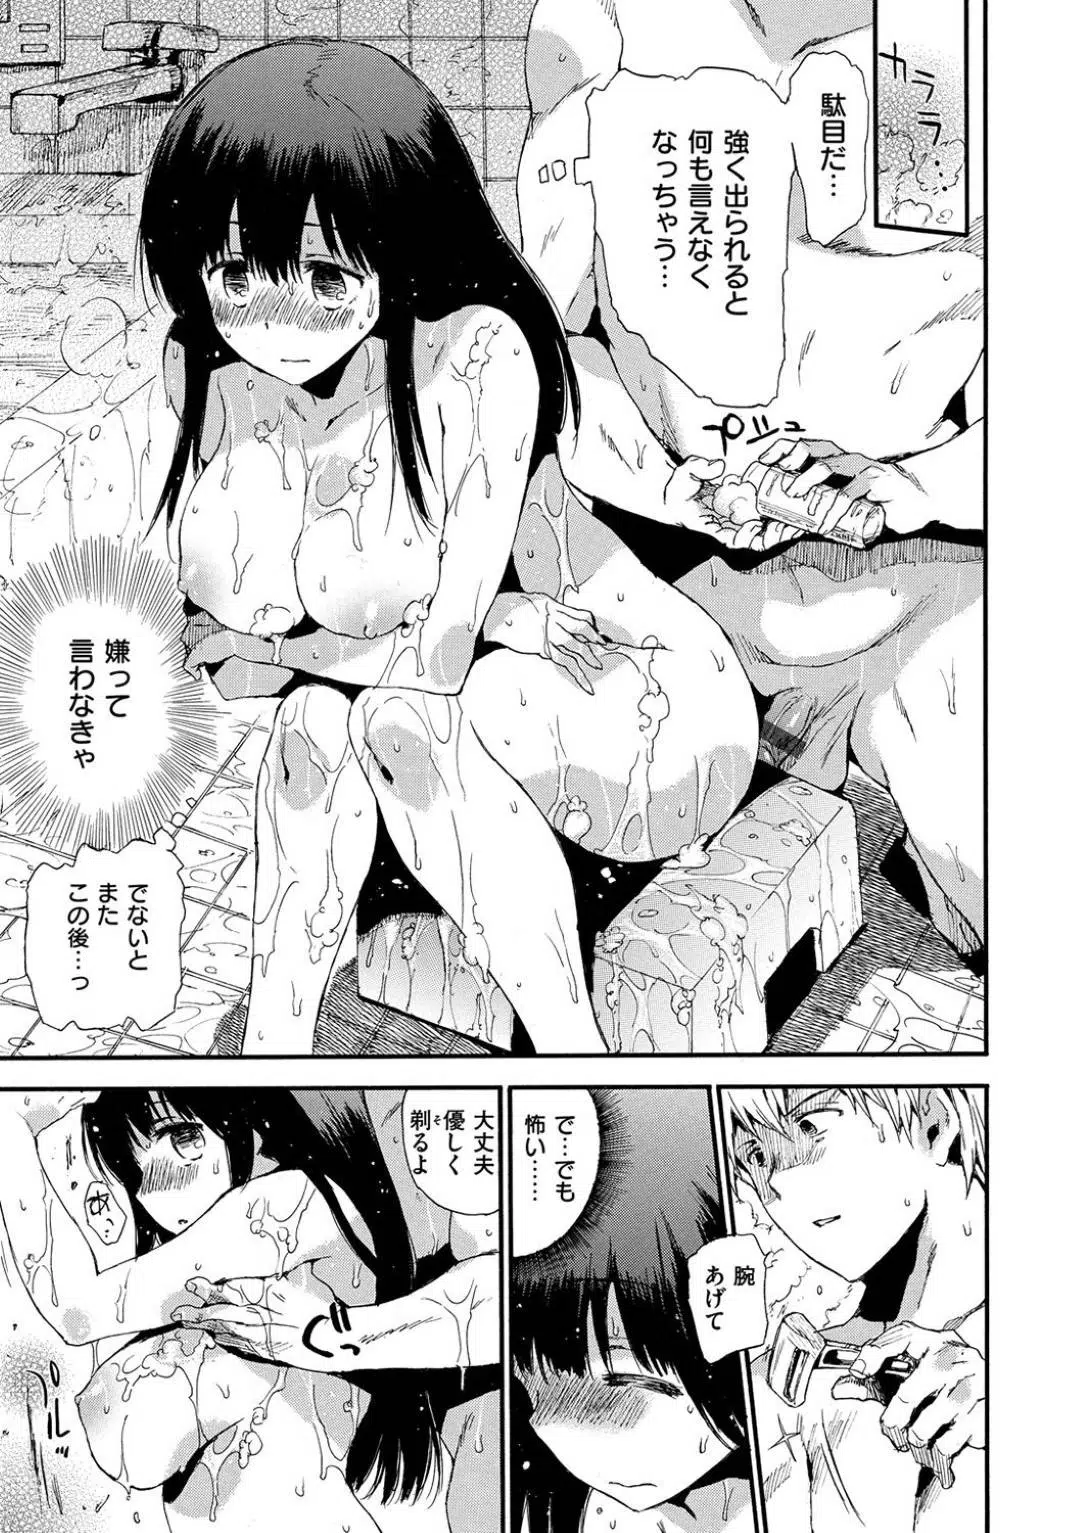 カラララ…
駄目だ…
強く出られると
何も言えなく
なっちゃう…
プシュ
嫌って
言わなきゃ
でないと
また
この後…っ
腕
あげて
で…でも
怖い……
大丈夫
優しく
剃るよ
そ
あ…
ぐっ